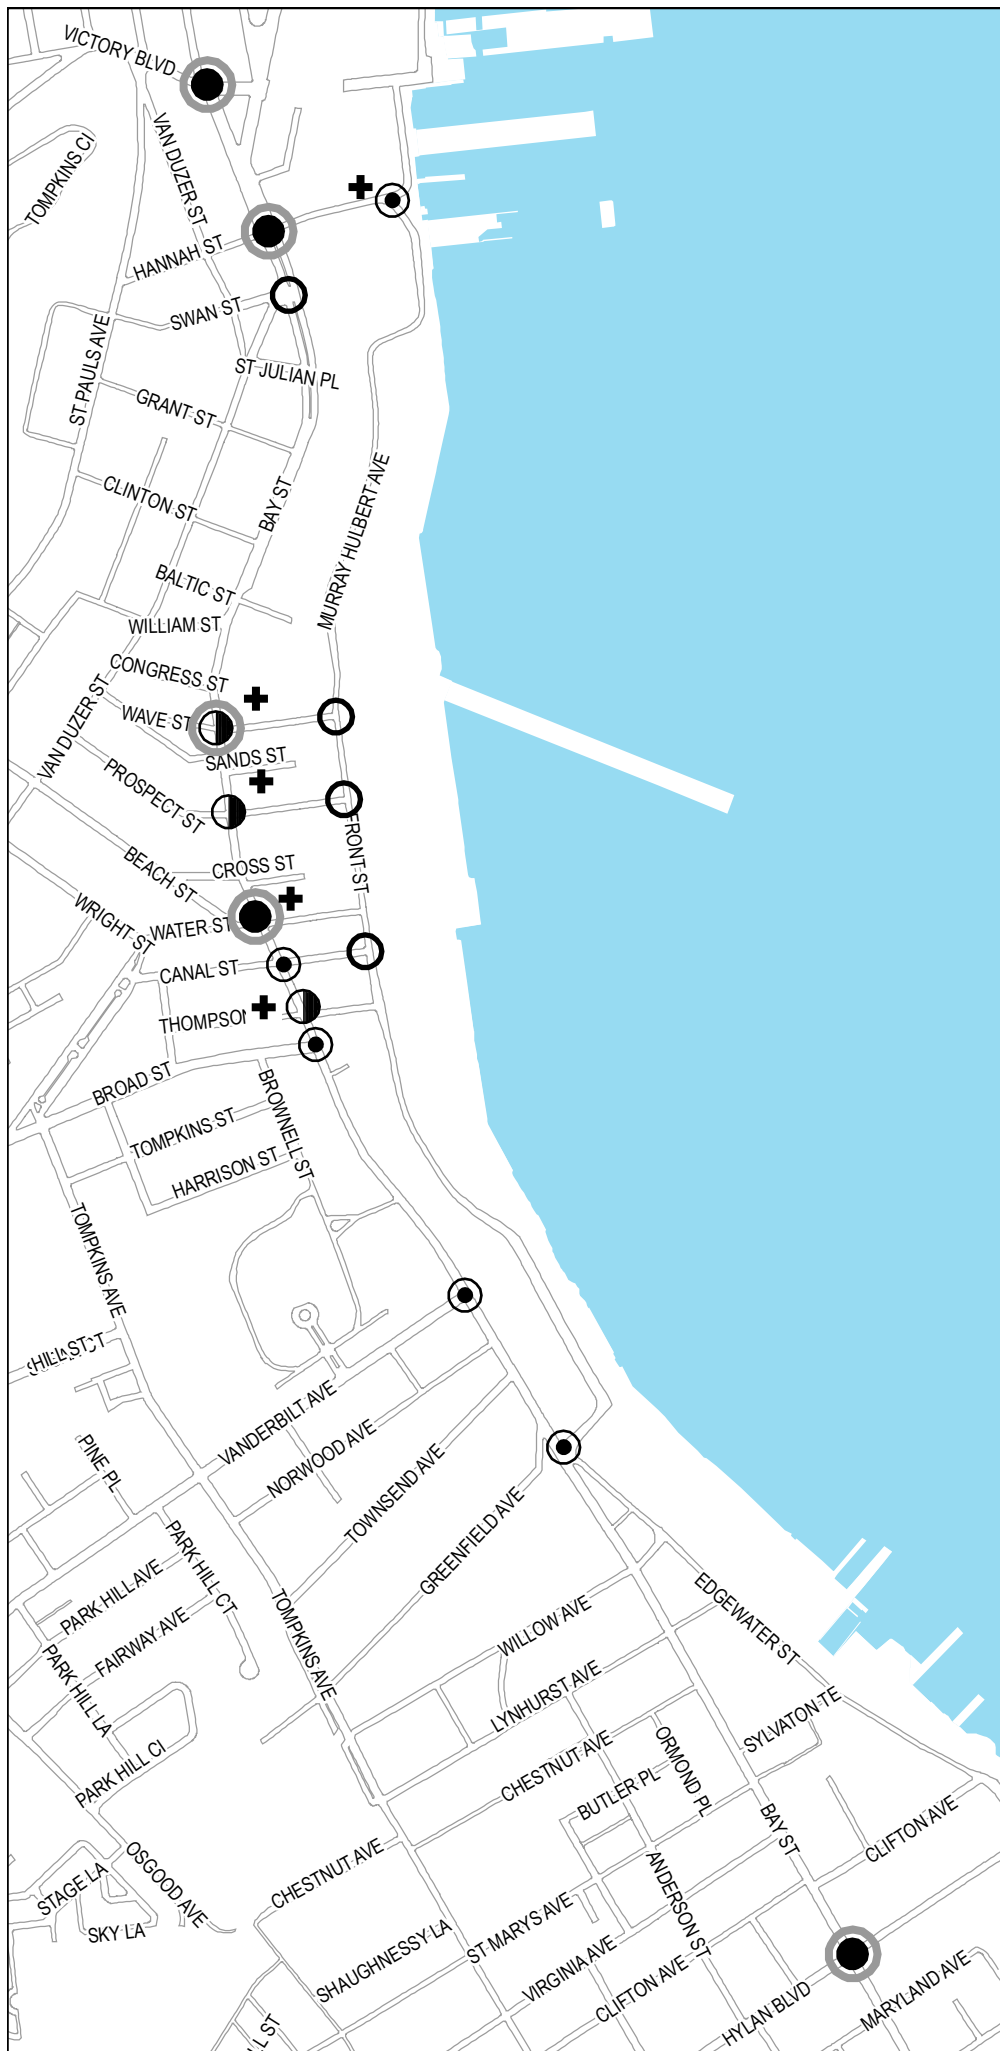 VICTORY BLVD
VAN DUZER ST
TOMPKINS CI
HANNAH ST
SWAN ST
ST PAULS AVE
ST JULIAN PL
GRANT ST
CLINTON ST
BAY ST
MURRAY HULBERT AVE
BALTIC ST
WILLIAM ST
CONGRESS ST
VAN DUZER ST
WAVE ST
SANDS ST
PROSPECT ST
FRONT ST
BEACH ST
CROSS ST
WRIGHT ST
WATER ST
CANAL ST
THOMPSON
BROAD ST
BROWNELL ST
TOMPKINS ST
HARRISON ST
TOMPKINS AVE
HILL ST
VANDERBILT AVE
NORWOOD AVE
PINE PL
TOWNSEND AVE
GREENFIELD AVE
PARK HILL CT
PARK HILL AVE
FAIRWAY AVE
TOMPKINS AVE
WILLOW AVE
EDGEWATER ST
PARK HILL LA
LYNHURST AVE
SYLVATON TE
PARK HILL CI
CHESTNUT AVE
ORMOND PL
BUTLER PL
BAY ST
CLIFTON AVE
OSGOOD AVE
CHESTNUT AVE
STAGE LA
ANDERSON ST
SKY LA
ST MARYS AVE
SHAUGHNESSY LA
VIRGINIA AVE
CLIFTON AVE
HYLAN BLVD
MARYLAND AVE
LL ST